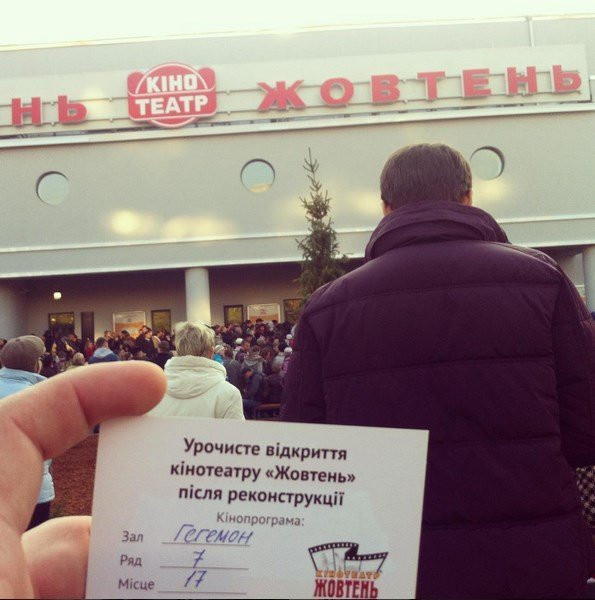 НЬ
КІНО
ТЕАТР
ЖОВТЕНЬ
Урочисте відкриття
кінотеатру «Жовтень»
після реконструкції
Кінопрограма:
Зал Гегемон
Ряд 7
Місце 17
КІНОТЕАТР
ЖОВТЕНЬ